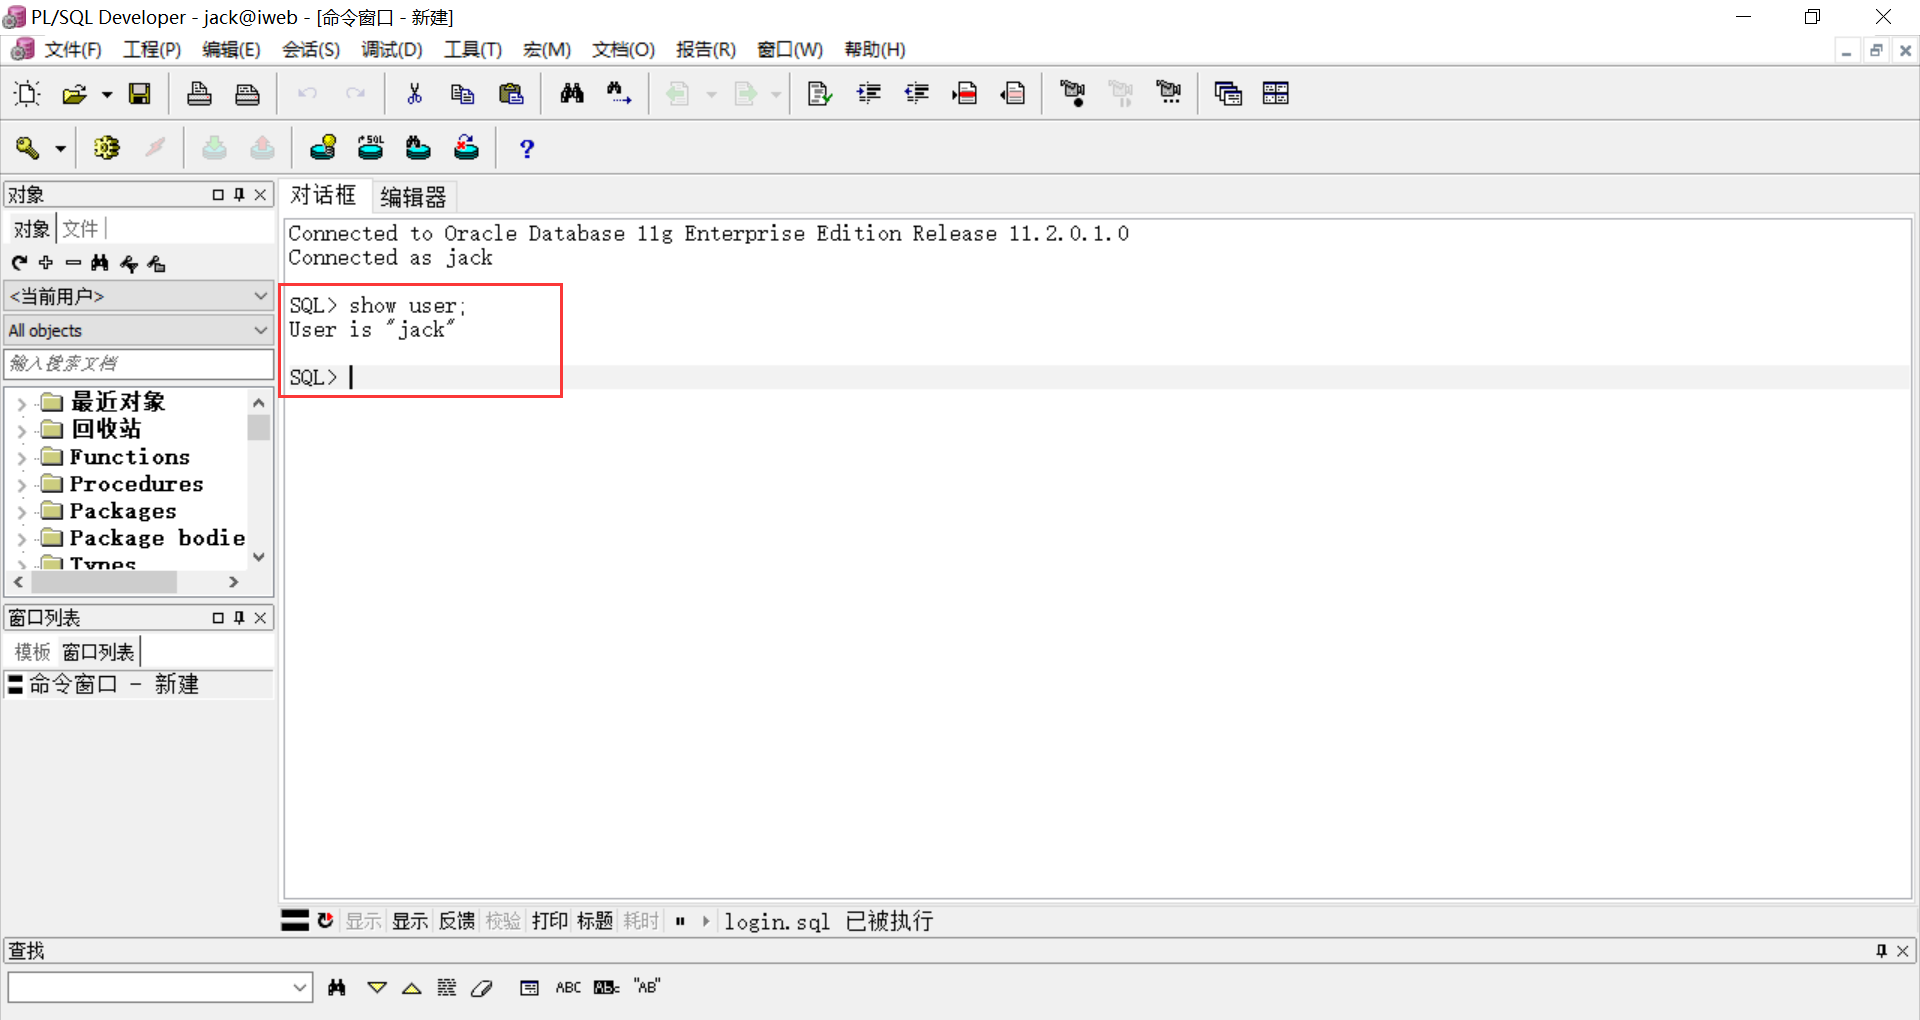 PL/SQL Developer - jack@iweb - [命令窗口 - 新建]
文件(F) 工程(P) 编辑(E) 会话(S) 调试(D) 工具(T) 宏(M) 文档(O) 报告(R) 窗口(W) 帮助(H)
SQL
?
对象
对象 文件
<当前用户>
All objects
输入搜索文档
最近对象
回收站
Functions
Procedures
Packages
Package bodie
Types
窗口列表
模板 窗口列表
命令窗口 - 新建
对话框 编辑器
Connected to Oracle Database 11g Enterprise Edition Release 11.2.0.1.0
Connected as jack
SQL> show user;
User is "jack"
SQL>
显示 显示 反馈 校验 打印 标题 耗时 login.sql 已被执行
查找
ABC ABc "AB"